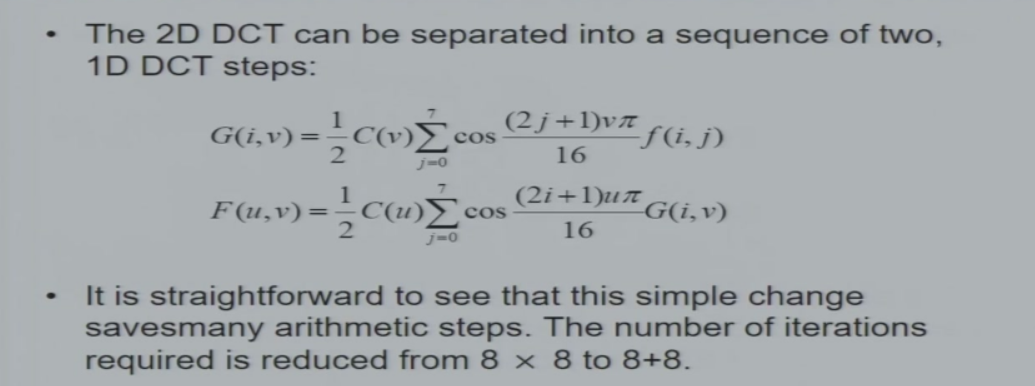 • The 2D DCT can be separated into a sequence of two,
1D DCT steps:
G(i,v) = \frac{1}{2} C(v) \sum_{j=0}^{7} \cos \frac{(2j+1)v\pi}{16} f(i,j)
F(u,v) = \frac{1}{2} C(u) \sum_{j=0}^{7} \cos \frac{(2i+1)u\pi}{16} G(i,v)
• It is straightforward to see that this simple change
savesmany arithmetic steps. The number of iterations
required is reduced from 8 × 8 to 8+8.